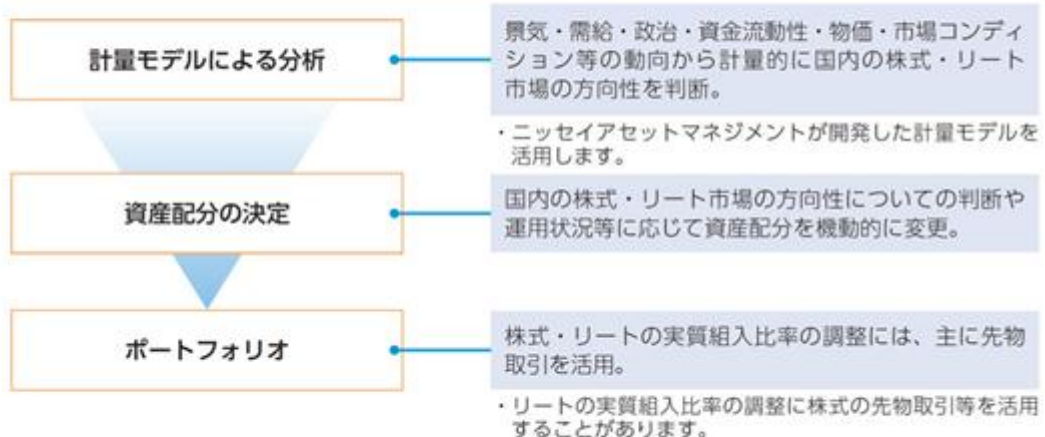 計量モデルによる分析
景気・需給・政治・資金流動性・物価・市場コンディ
ション等の動向から計量的に国内の株式・リート
市場の方向性を判断。
・ニッセイアセットマネジメントが開発した計量モデルを
活用します。
資産配分の決定
国内の株式・リート市場の方向性についての判断や
運用状況等に応じて資産配分を機動的に変更。
ポートフォリオ
株式・リートの実質組入比率の調整には、主に先物
取引を活用。
・リートの実質組入比率の調整に株式の先物取引等を活用
することがあります。